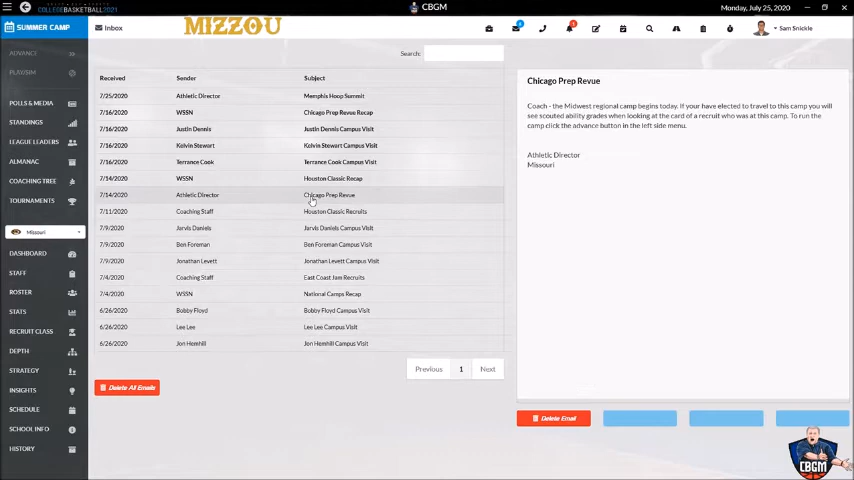 COLLEGE BASKETBALL 2021
CBGM
Monday, July 25, 2020
SUMMER CAMP
Inbox
MIZZOU
Sam Snickle
ADVANCE
PLAY/SIM
POLLS & MEDIA
STANDINGS
LEAGUE LEADERS
ALMANAC
COACHING TREE
TOURNAMENTS
Missouri
DASHBOARD
STAFF
ROSTER
STATS
RECRUIT CLASS
DEPTH
STRATEGY
INSIGHTS
SCHEDULE
SCHOOL INFO
HISTORY
Search:
Received Sender Subject
7/25/2020 Athletic Director Memphis Hoop Summit
7/16/2020 WSSN Chicago Prep Revue Recap
7/16/2020 Justin Dennis Justin Dennis Campus Visit
7/16/2020 Kelvin Stewart Kelvin Stewart Campus Visit
7/16/2020 Terrance Cook Terrance Cook Campus Visit
7/14/2020 WSSN Houston Classic Recap
7/14/2020 Athletic Director Chicago Prep Revue
7/11/2020 Coaching Staff Houston Classic Recruits
7/9/2020 Jarvis Daniels Jarvis Daniels Campus Visit
7/9/2020 Ben Foreman Ben Foreman Campus Visit
7/9/2020 Jonathan Levett Jonathan Levett Campus Visit
7/4/2020 Coaching Staff East Coast Jam Recruits
7/4/2020 WSSN National Camps Recap
6/26/2020 Bobby Floyd Bobby Floyd Campus Visit
6/26/2020 Lee Lee Lee Lee Campus Visit
6/26/2020 Jon Hemhill Jon Hemhill Campus Visit
Previous 1 Next
Delete All Emails
Chicago Prep Revue
Coach - the Midwest regional camp begins today. If your have elected to travel to this camp you will
see scouted ability grades when looking at the card of a recruit who was at this camp. To run the
camp click the advance button in the left side menu.
Athletic Director
Missouri
Delete Email
CBGM